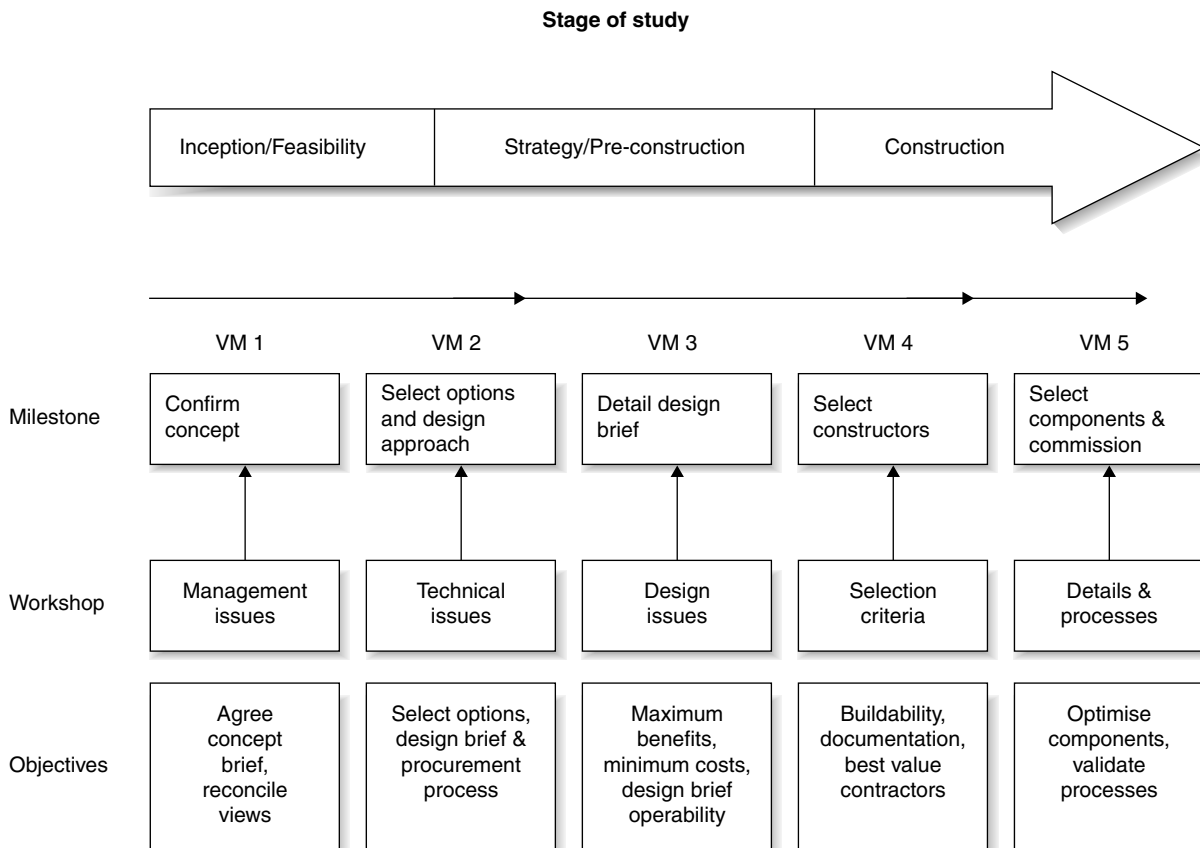 Stage of study
Inception/Feasibility
Strategy/Pre-construction
Construction
VM 1
VM 2
VM 3
VM 4
VM 5
Milestone
Confirm
concept
Select options
and design
approach
Detail design
brief
Select
constructors
Select
components &
commission
Workshop
Management
issues
Technical
issues
Design
issues
Selection
criteria
Details &
processes
Objectives
Agree
concept
brief,
reconcile
views
Select options,
design brief &
procurement
process
Maximum
benefits,
minimum costs,
design brief
operability
Buildability,
documentation,
best value
contractors
Optimise
components,
validate
processes